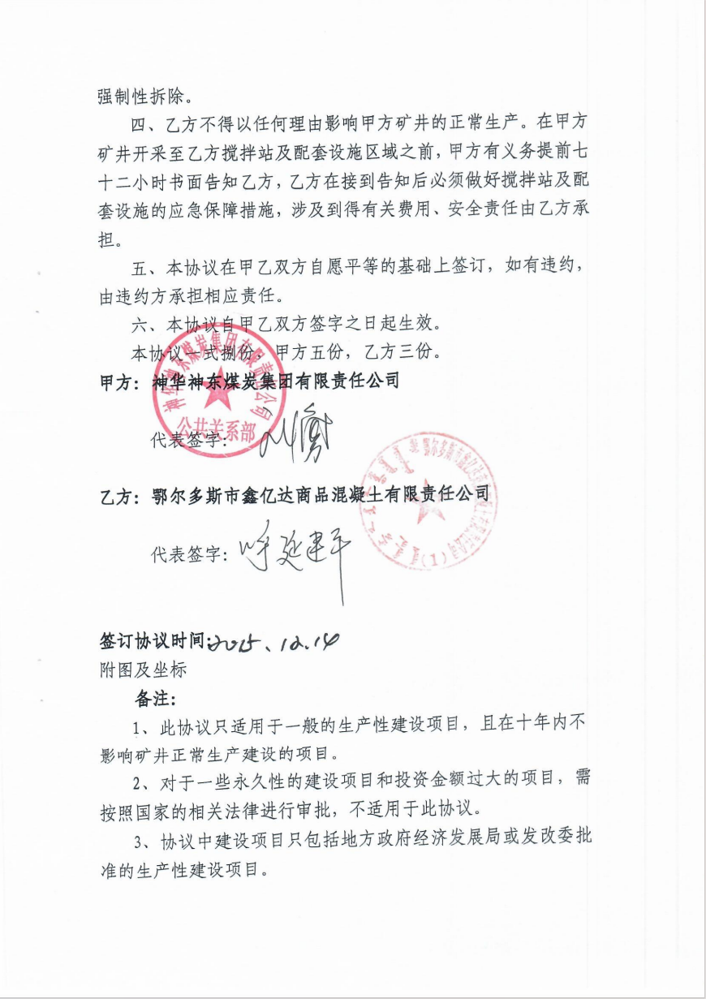 强制性拆除。
四、乙方不得以任何理由影响甲方矿井的正常生产。在甲方
矿井开采至乙方搅拌站及配套设施区域之前，甲方有义务提前七
十二小时书面告知乙方，乙方在接到告知后必须做好搅拌站及配
套设施的应急保障措施，涉及到得有关费用、安全责任由乙方承
担。
五、本协议在甲乙双方自愿平等的基础上签订，如有违约，
由违约方承担相应责任。
六、本协议自甲乙双方签字之日起生效。
本协议一式捌份，甲方五份，乙方三份。
甲方：神华神东煤炭集团有限责任公司
神华神东煤炭集团有限责任公司
公共关系部
代表签字：
乙方：鄂尔多斯市鑫亿达商品混凝土有限责任公司
(1)
代表签字：呼延建平
签订协议时间：2015、12.14
附图及坐标
备注：
1、此协议只适用于一般的生产性建设项目，且在十年内不
影响矿井正常生产建设的项目。
2、对于一些永久性的建设项目和投资金额过大的项目，需
按照国家的相关法律进行审批，不适用于此协议。
3、协议中建设项目只包括地方政府经济发展局或发改委批
准的生产性建设项目。